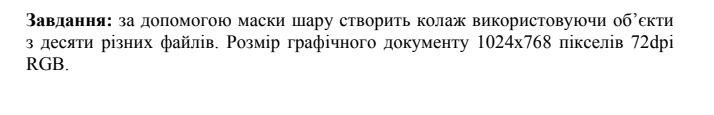 Завдання: за допомогою маски шару створить колаж використовуючи об’єкти
з десяти різних файлів. Розмір графічного документу 1024х768 пікселів 72dpi
RGB.